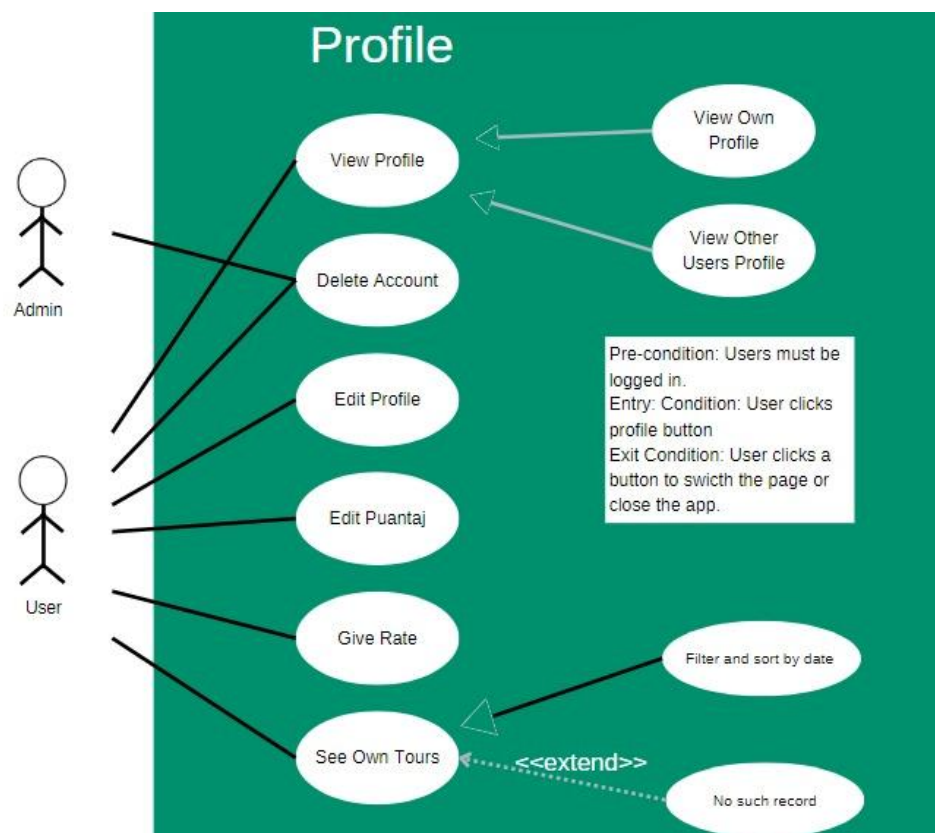 Profile
View Profile
View Own
Profile
View Other
Users Profile
Admin
Delete Account
Pre-condition: Users must be
logged in.
Entry: Condition: User clicks
profile button
Exit Condition: User clicks a
button to swicth the page or
close the app.
Edit Profile
Edit Puantaj
User
Give Rate
Filter and sort by date
See Own Tours
<<extend>>
No such record